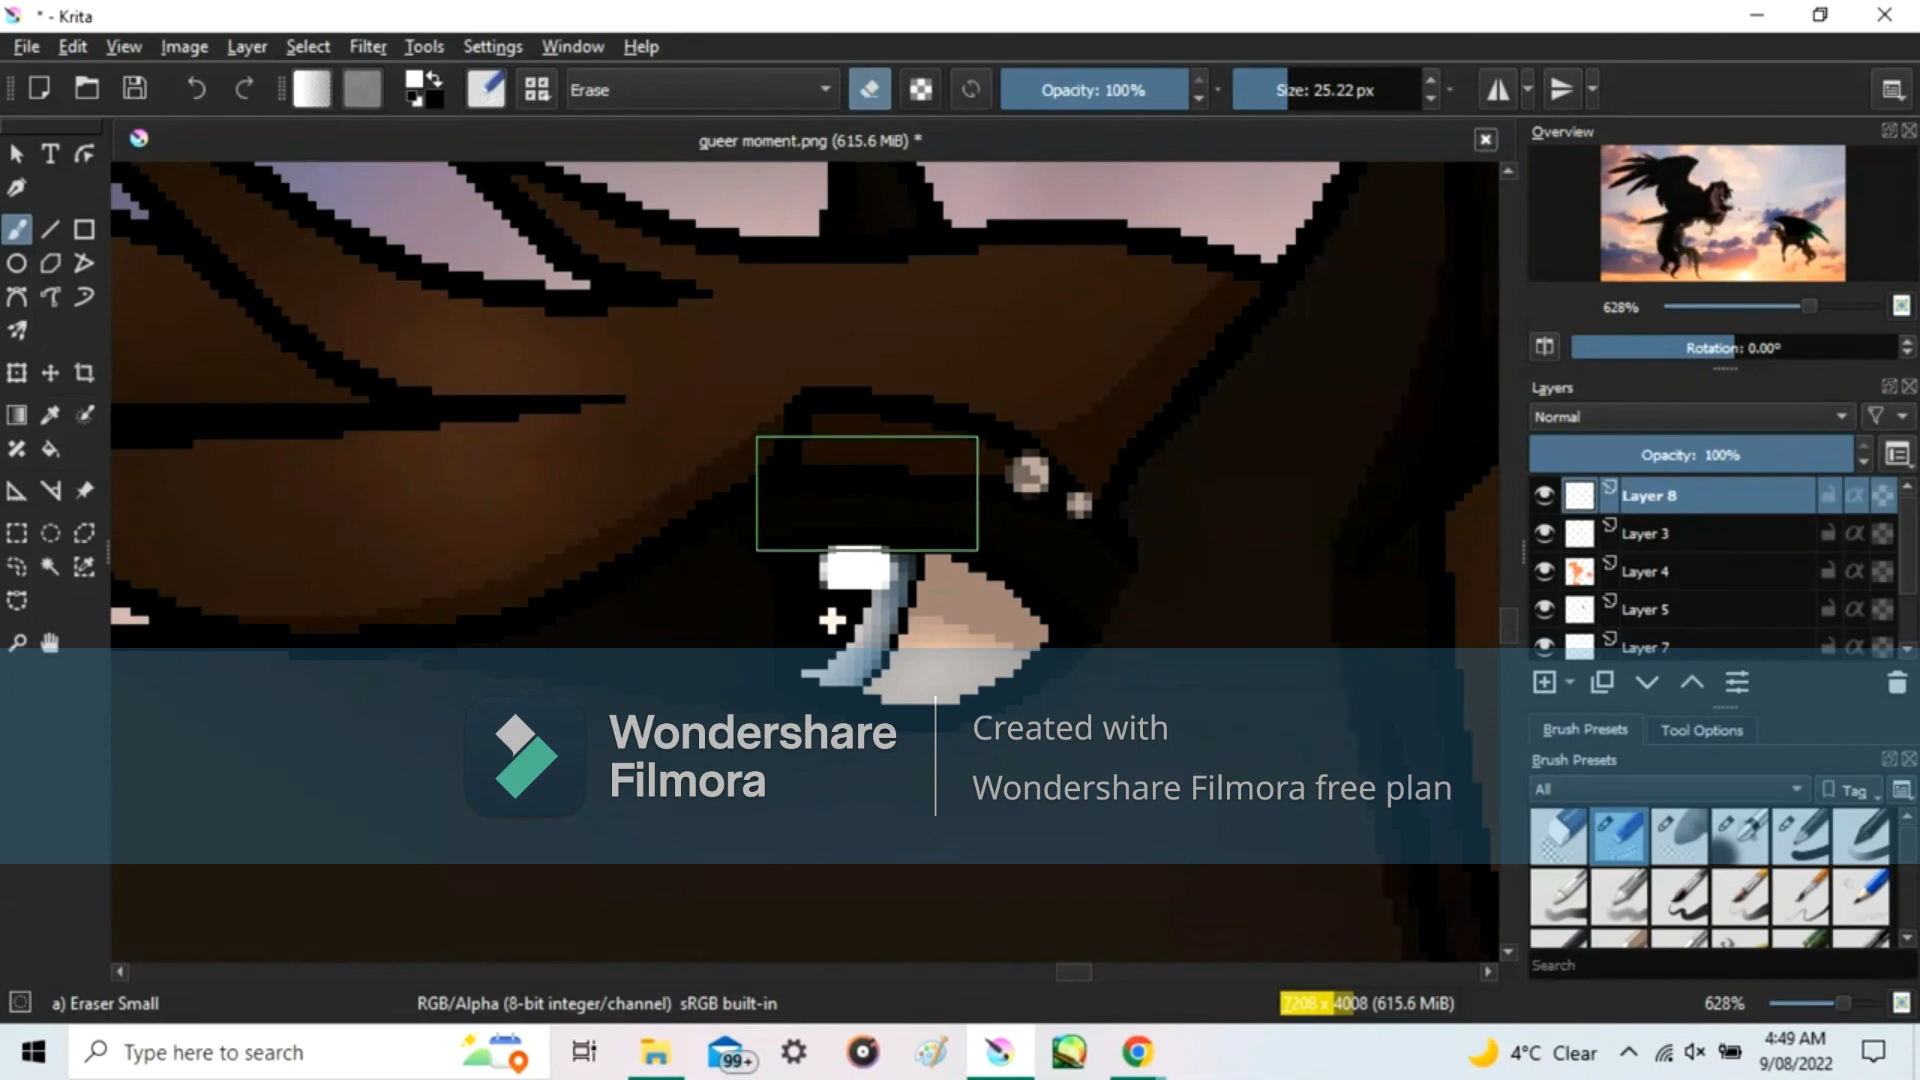 * - Krita
File Edit View Image Layer Select Filter Tools Settings Window Help
Erase
Opacity: 100%
Size: 25.22 px
queer moment.png (615.6 MiB) *
Overview
628%
Rotation: 0.00°
Layers
Normal
Opacity: 100%
Layer 8
Layer 3
Layer 4
Layer 5
Layer 7
Brush Presets Tool Options
Brush Presets
All
Tag
Search
Wondershare
Filmora
Created with
Wondershare Filmora free plan
a) Eraser Small
RGB/Alpha (8-bit integer/channel) sRGB built-in
7208 x 4008 (615.6 MiB)
628%
Type here to search
99+
4°C Clear
4:49 AM
9/08/2022